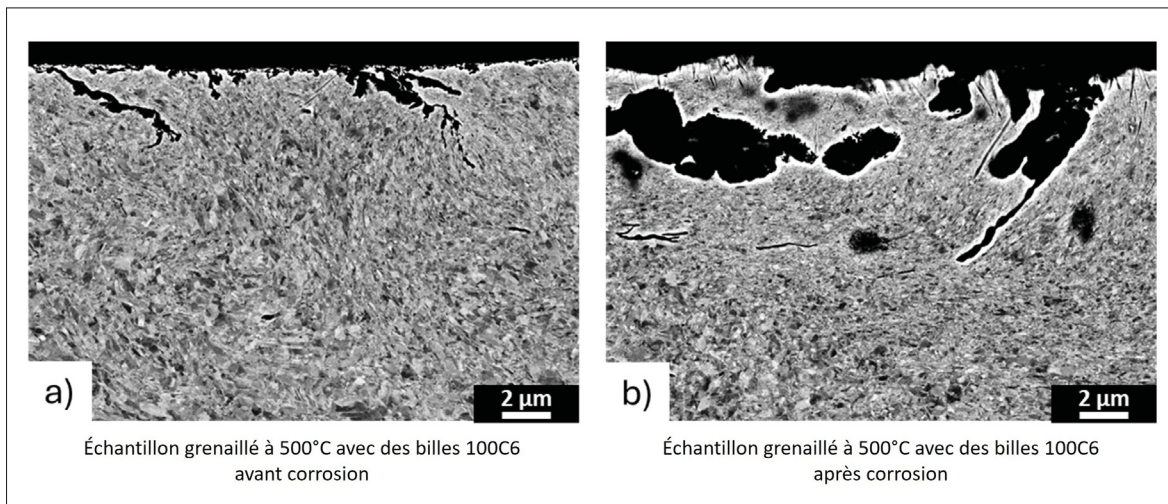 a)
2 µm
b)
2 µm
Échantillon grenaillé à 500°C avec des billes 100C6
avant corrosion
Échantillon grenaillé à 500°C avec des billes 100C6
après corrosion